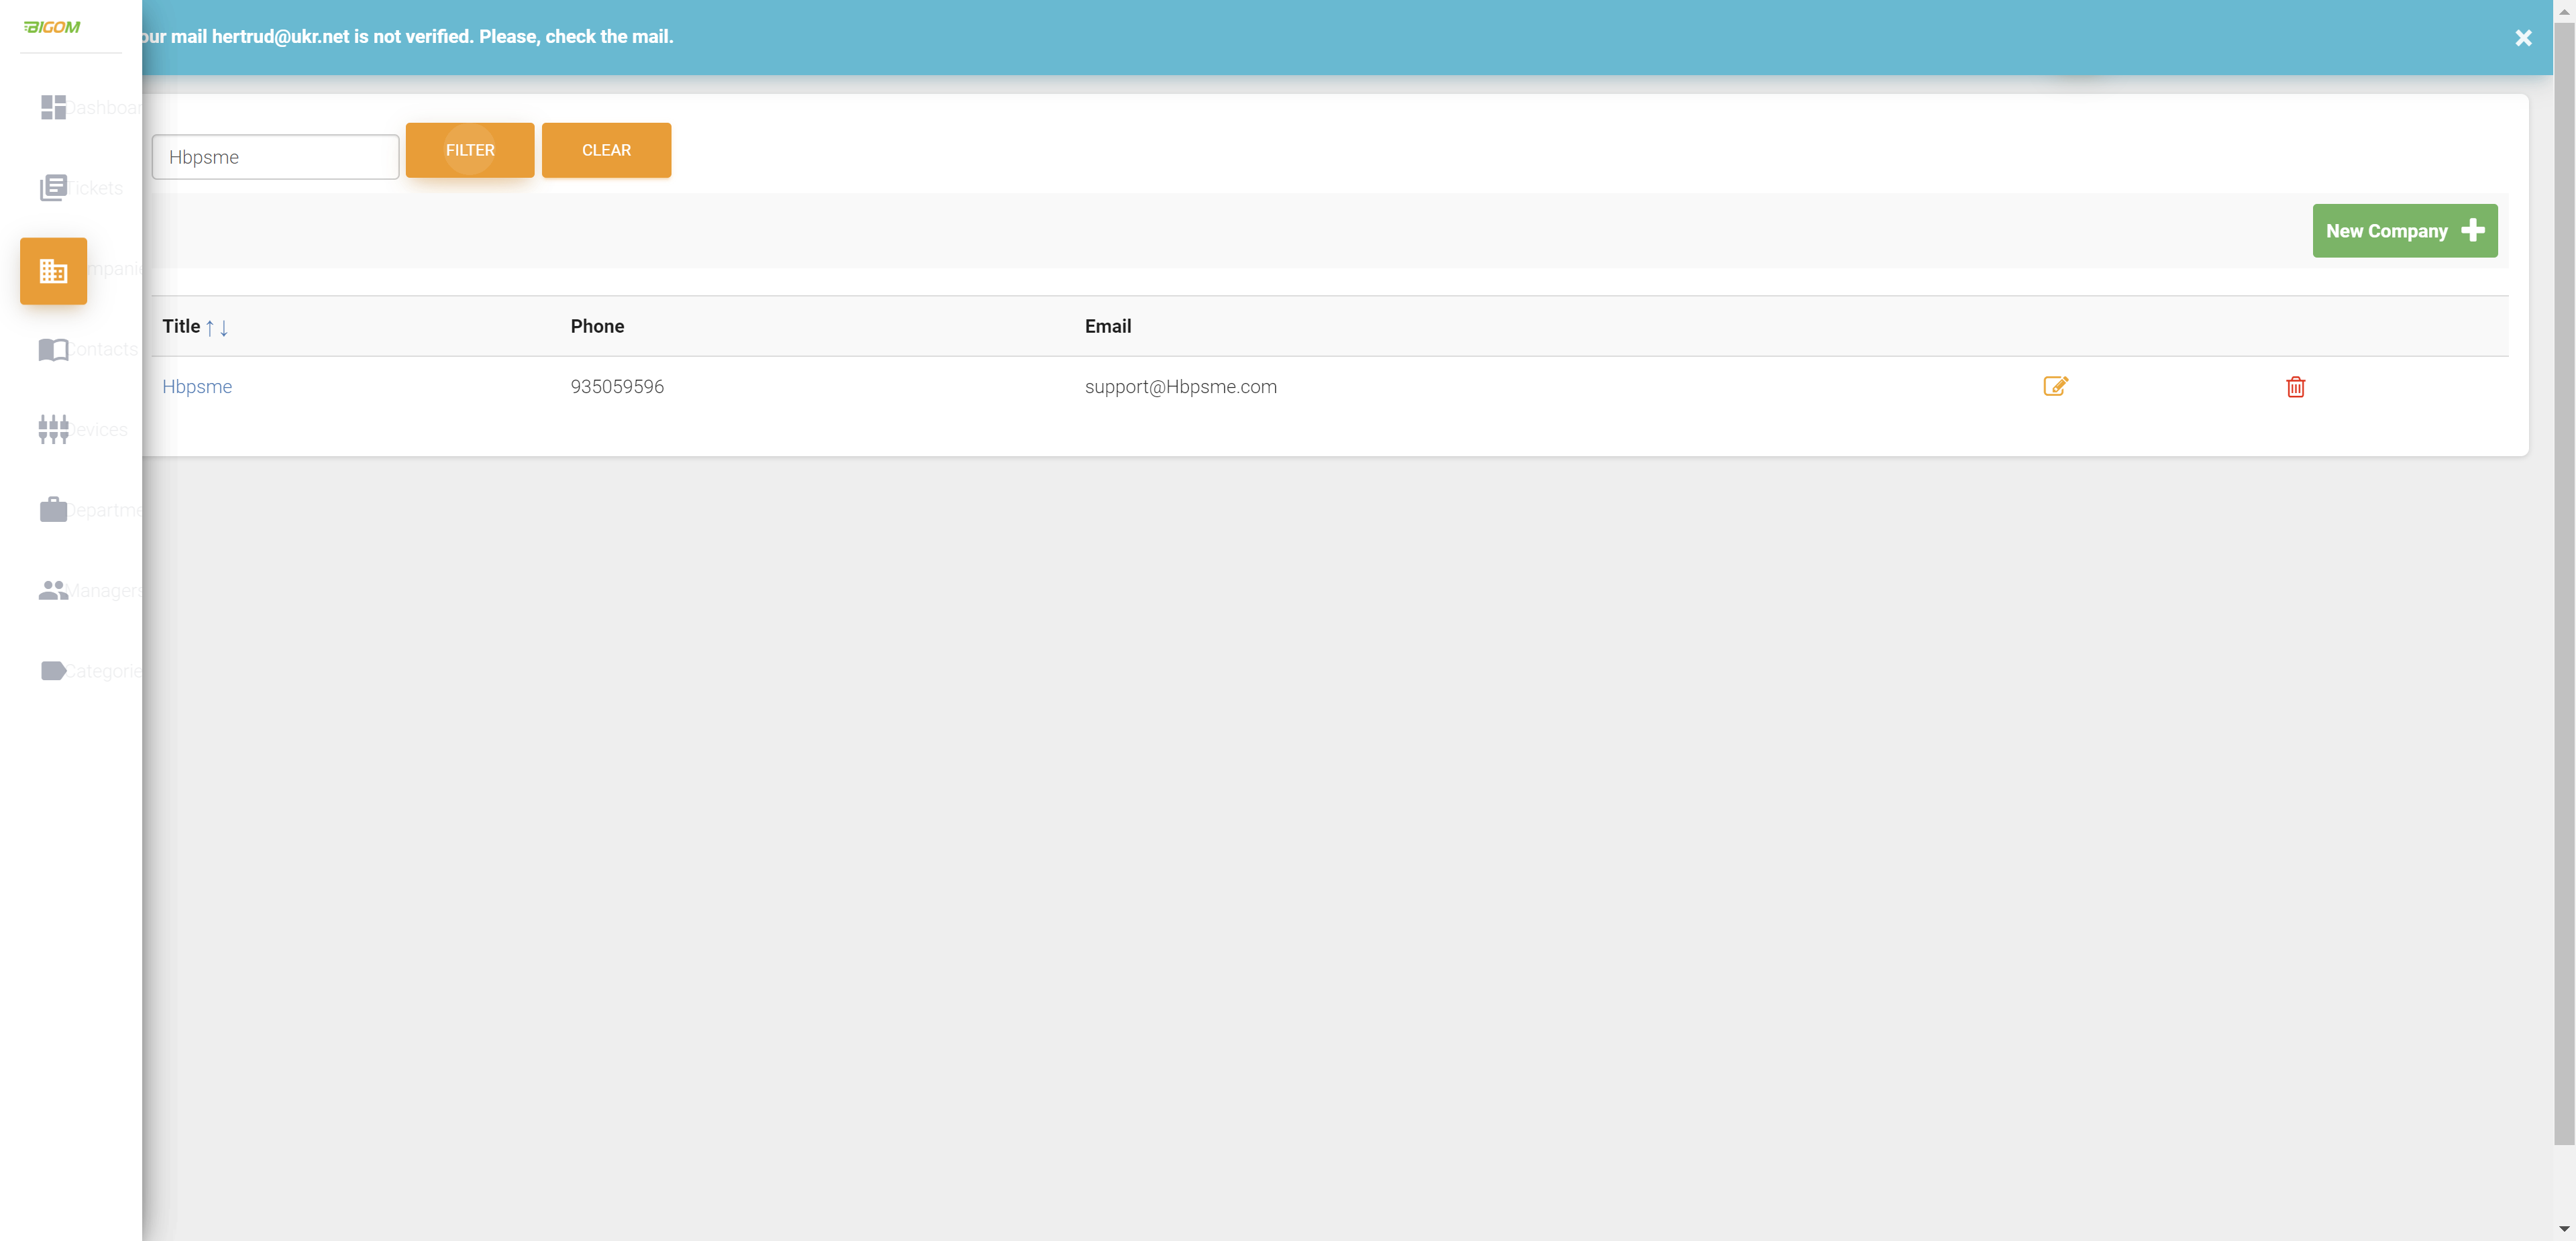 BIGOM
our mail hertrud@ukr.net is not verified. Please, check the mail.
Dashboar
Tickets
mpanie
Contacts
Devices
Departme
Managers
Categorie
Hbpsme
FILTER
CLEAR
New Company
Title ↑↓ Phone Email
Hbpsme 935059596 support@Hbpsme.com